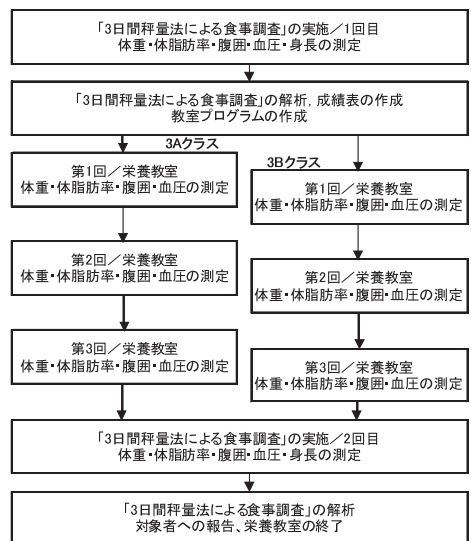 「3日間秤量法による食事調査」の実施／1回目
体重・体脂肪率・腹囲・血圧・身長の測定
「3日間秤量法による食事調査」の解析，成績表の作成
教室プログラムの作成
3Aクラス
第1回／栄養教室
体重・体脂肪率・腹囲・血圧の測定
第2回／栄養教室
体重・体脂肪率・腹囲・血圧の測定
第3回／栄養教室
体重・体脂肪率・腹囲・血圧の測定
3Bクラス
第1回／栄養教室
体重・体脂肪率・腹囲・血圧の測定
第2回／栄養教室
体重・体脂肪率・腹囲・血圧の測定
第3回／栄養教室
体重・体脂肪率・腹囲・血圧の測定
「3日間秤量法による食事調査」の実施／2回目
体重・体脂肪率・腹囲・血圧・身長の測定
「3日間秤量法による食事調査」の解析
対象者への報告、栄養教室の終了